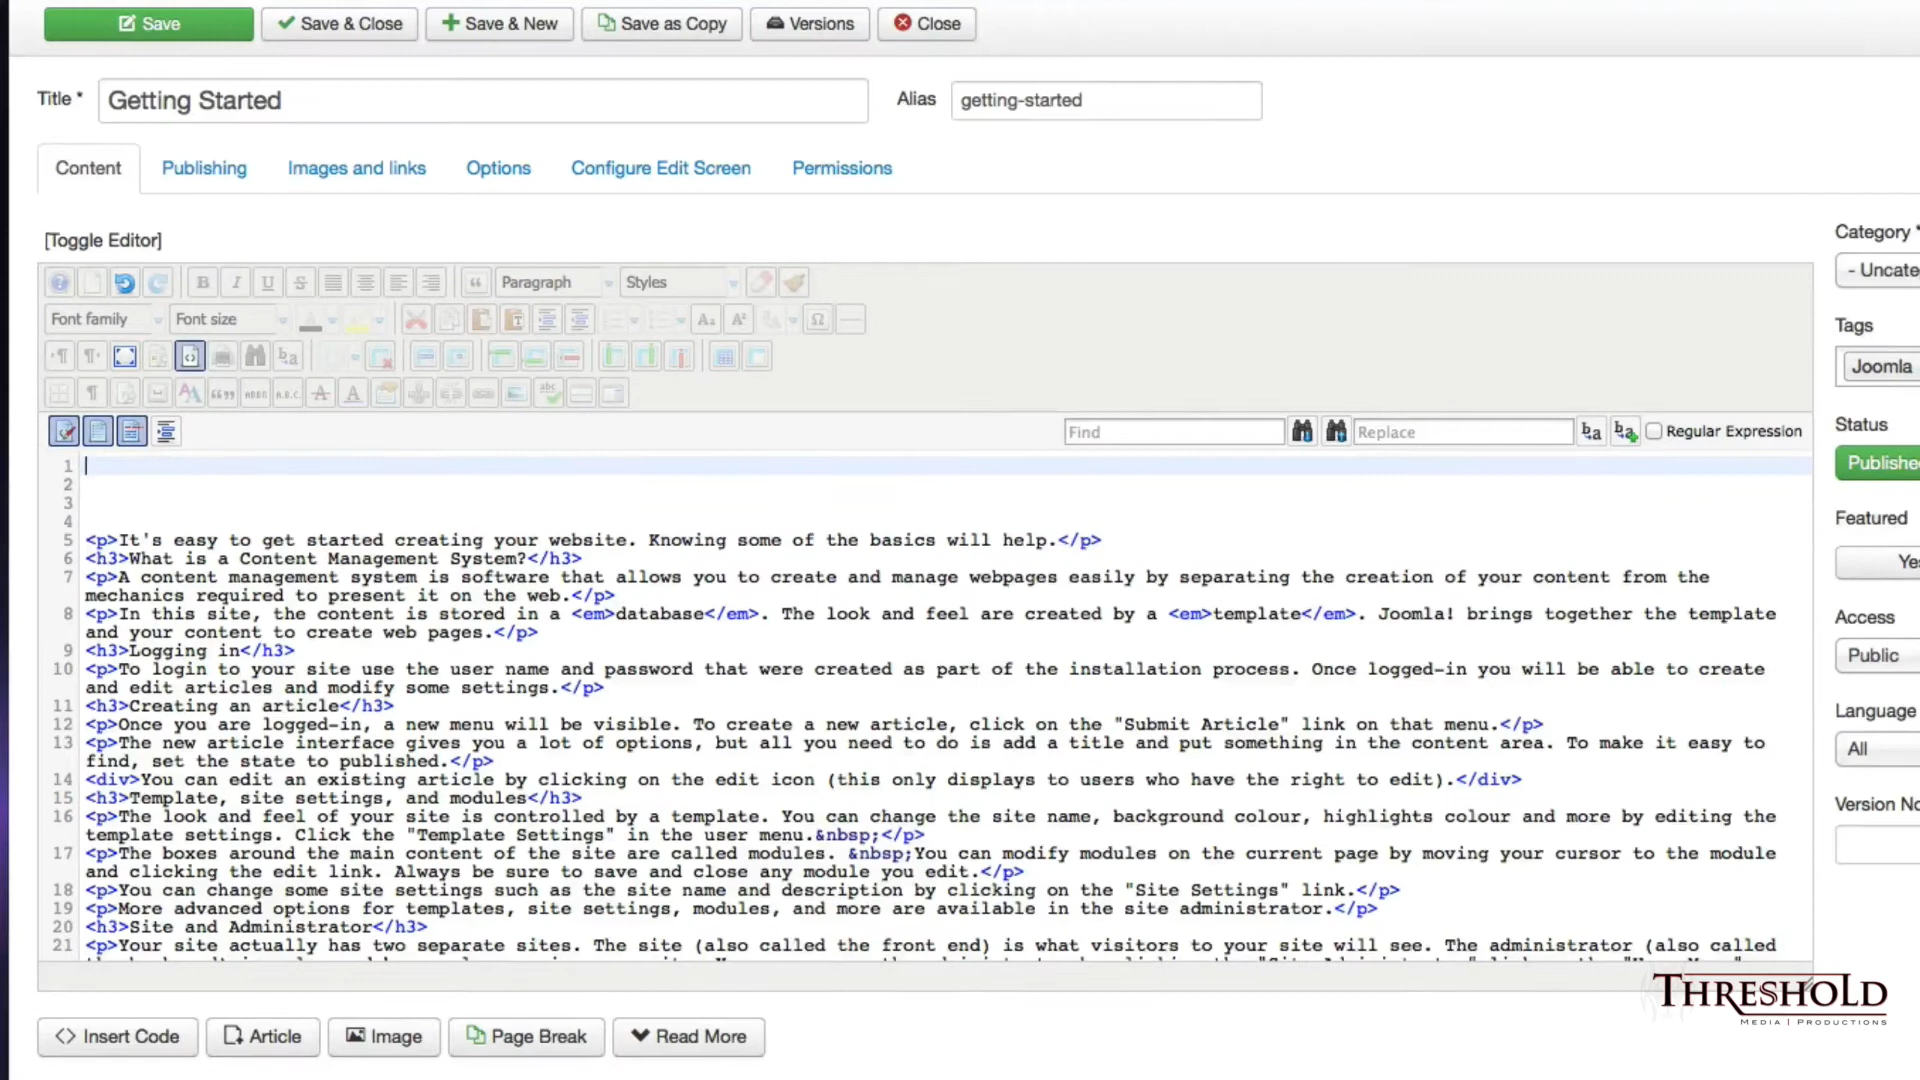 Save
Save & Close
Save & New
Save as Copy
Versions
Close
Title *
Getting Started
Alias
getting-started
Content
Publishing
Images and links
Options
Configure Edit Screen
Permissions
[Toggle Editor]
Paragraph
Styles
Font family
Font size
Find
Replace
Regular Expression
1
2
3
4
5 <p>It's easy to get started creating your website. Knowing some of the basics will help.</p>
6 <h3>What is a Content Management System?</h3>
7 <p>A content management system is software that allows you to create and manage webpages easily by separating the creation of your content from the
mechanics required to present it on the web.</p>
8 <p>In this site, the content is stored in a <em>database</em>. The look and feel are created by a <em>template</em>. Joomla! brings together the template
and your content to create web pages.</p>
9 <h3>Logging in</h3>
10 <p>To login to your site use the user name and password that were created as part of the installation process. Once logged-in you will be able to create
and edit articles and modify some settings.</p>
11 <h3>Creating an article</h3>
12 <p>Once you are logged-in, a new menu will be visible. To create a new article, click on the "Submit Article" link on that menu.</p>
13 <p>The new article interface gives you a lot of options, but all you need to do is add a title and put something in the content area. To make it easy to
find, set the state to published.</p>
14 <div>You can edit an existing article by clicking on the edit icon (this only displays to users who have the right to edit).</div>
15 <h3>Template, site settings, and modules</h3>
16 <p>The look and feel of your site is controlled by a template. You can change the site name, background colour, highlights colour and more by editing the
template settings. Click the "Template Settings" in the user menu.&nbsp;</p>
17 <p>The boxes around the main content of the site are called modules. &nbsp;You can modify modules on the current page by moving your cursor to the module
and clicking the edit link. Always be sure to save and close any module you edit.</p>
18 <p>You can change some site settings such as the site name and description by clicking on the "Site Settings" link.</p>
19 <p>More advanced options for templates, site settings, modules, and more are available in the site administrator.</p>
20 <h3>Site and Administrator</h3>
21 <p>Your site actually has two separate sites. The site (also called the front end) is what visitors to your site will see. The administrator (also called
Category *
- Uncate
Tags
Joomla
Status
Publishe
Featured
Yes
Access
Public
Language
All
Version No
Insert Code
Article
Image
Page Break
Read More
THRESHOLD
MEDIA | PRODUCTIONS